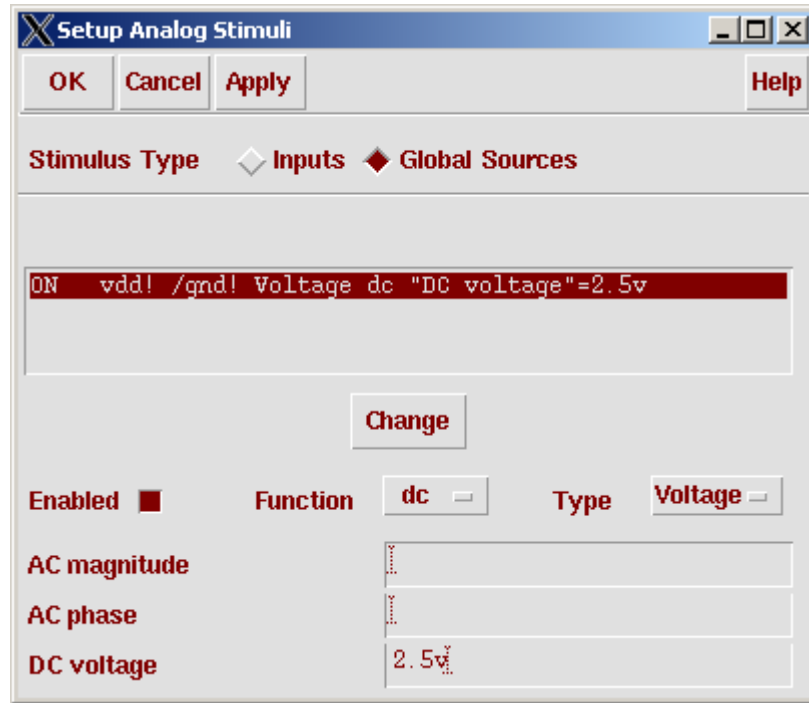 Setup Analog Stimuli
OK Cancel Apply Help
Stimulus Type Inputs Global Sources
ON vdd! /gnd! Voltage dc "DC voltage"=2.5v
Change
Enabled Function dc Type Voltage
AC magnitude
AC phase
DC voltage 2.5v